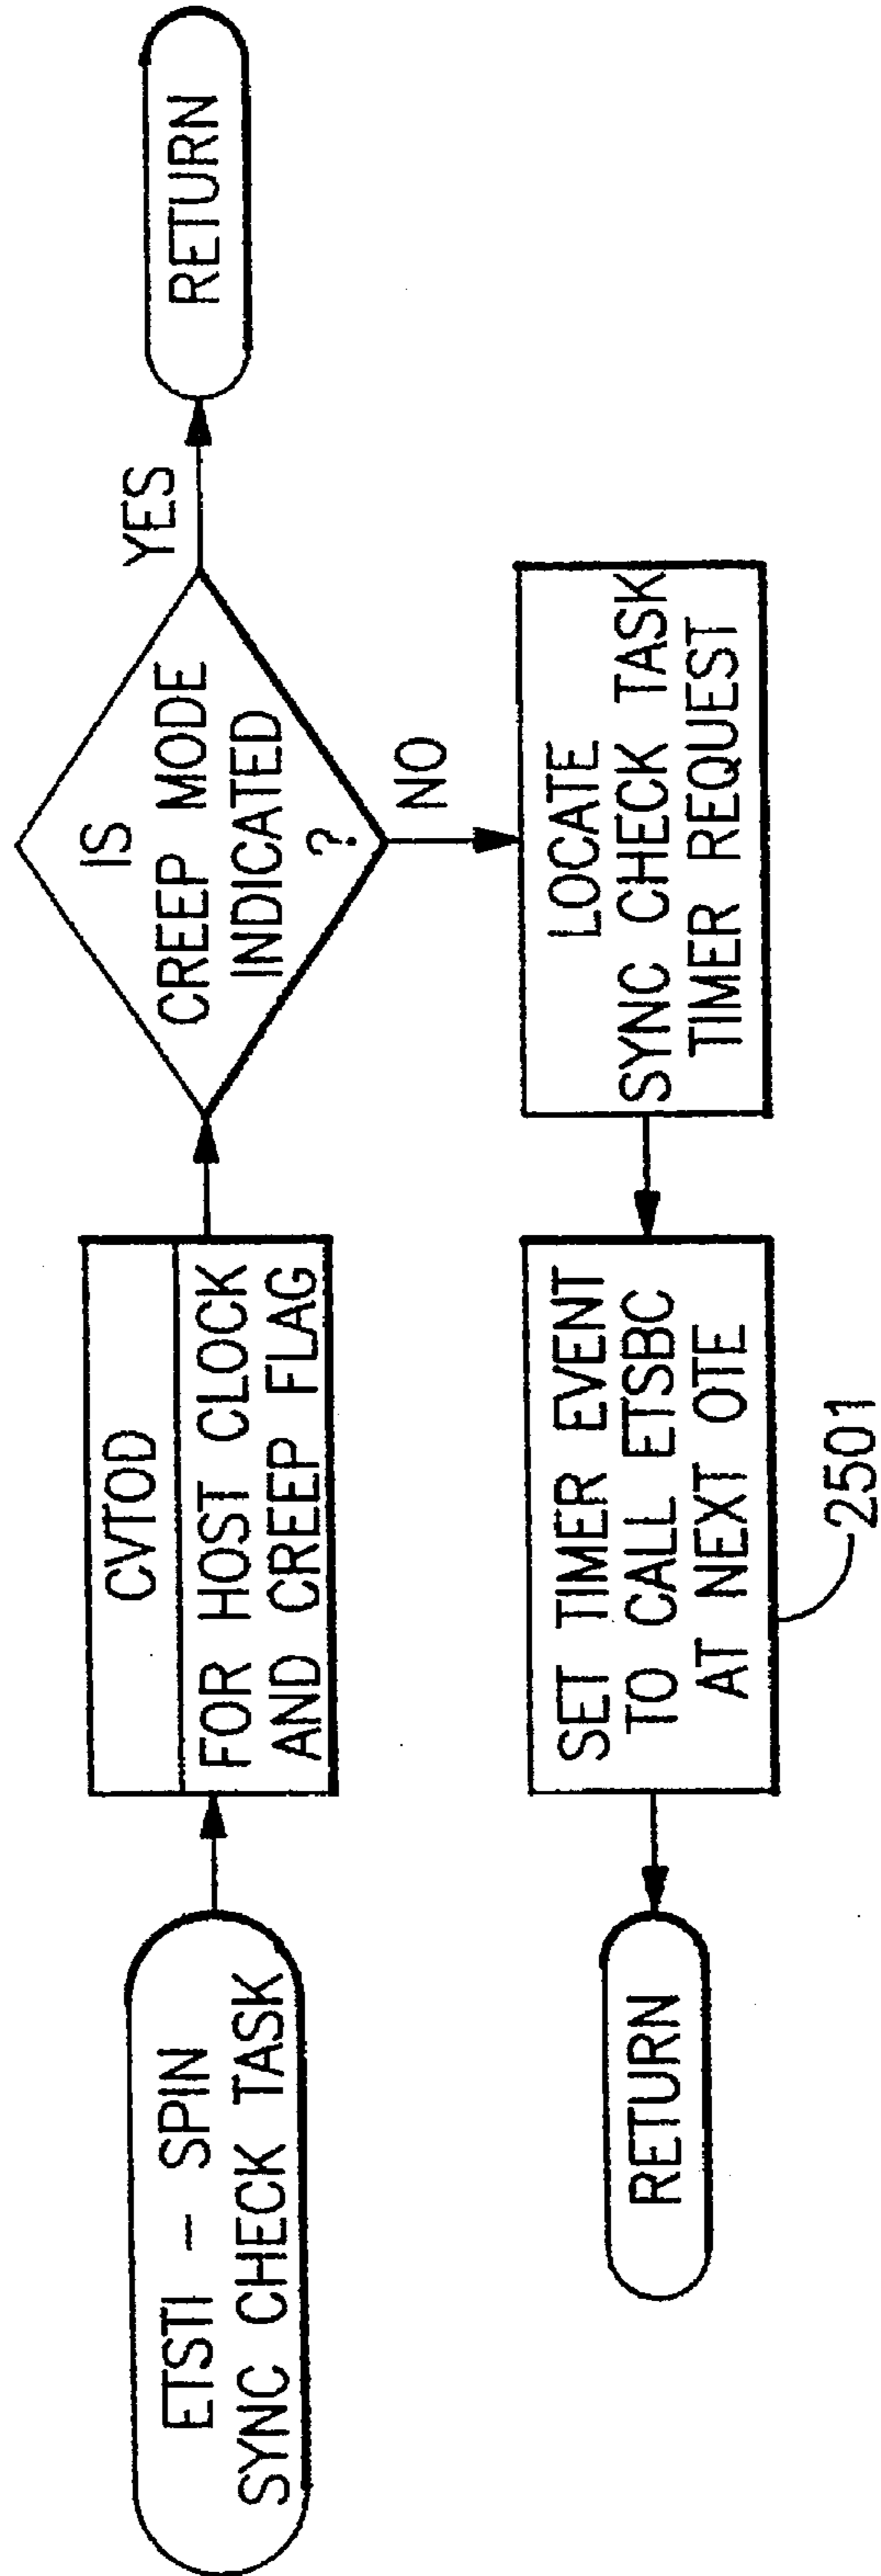 ETSTI - SPIN
SYNC CHECK TASK
CVTOD
FOR HOST CLOCK
AND CREEP FLAG
IS
CREEP MODE
INDICATED
?
YES
RETURN
NO
LOCATE
SYNC CHECK TASK
TIMER REQUEST
SET TIMER EVENT
TO CALL ETSBC
AT NEXT OTE
2501
RETURN